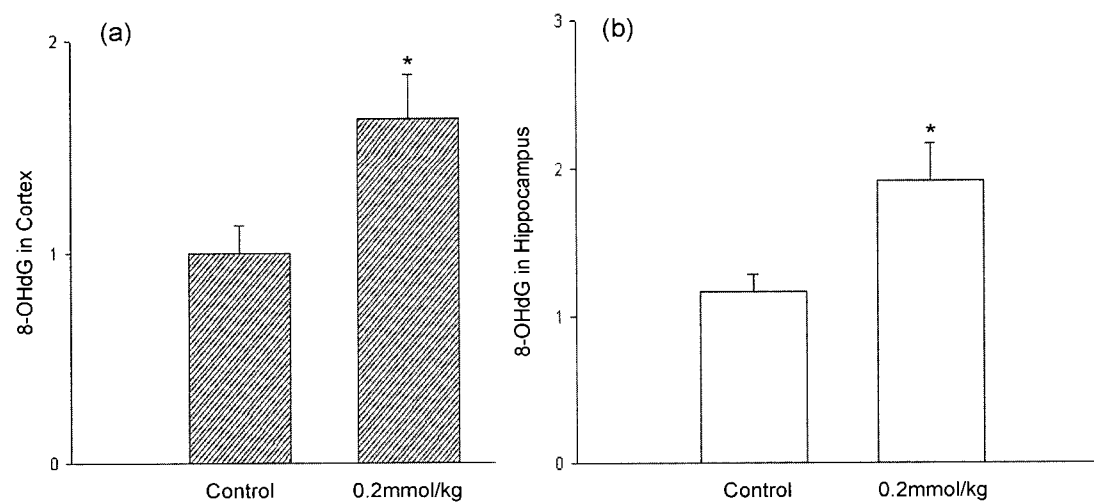 (a)
2
1
0
8-OHdG in Cortex
*
Control 0.2mmol/kg
(b)
3
2
1
0
8-OHdG in Hippocampus
*
Control 0.2mmol/kg